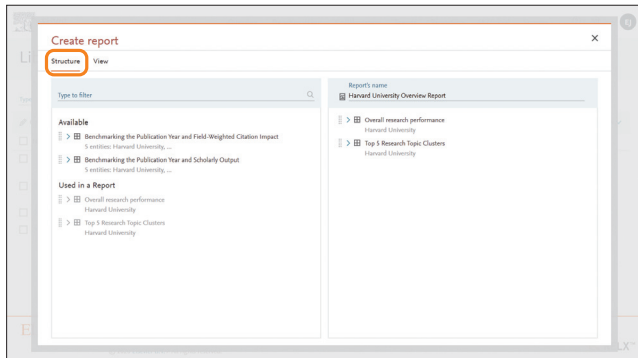 Create report
Structure View
Type to filter
Available
Benchmarking the Publication Year and Field-Weighted Citation Impact
5 entities: Harvard University, ...
Benchmarking the Publication Year and Scholarly Output
5 entities: Harvard University, ...
Used in a Report
Overall research performance
Harvard University
Top 5 Research Topic Clusters
Harvard University
Report's name
Harvard University Overview Report
Overall research performance
Harvard University
Top 5 Research Topic Clusters
Harvard University